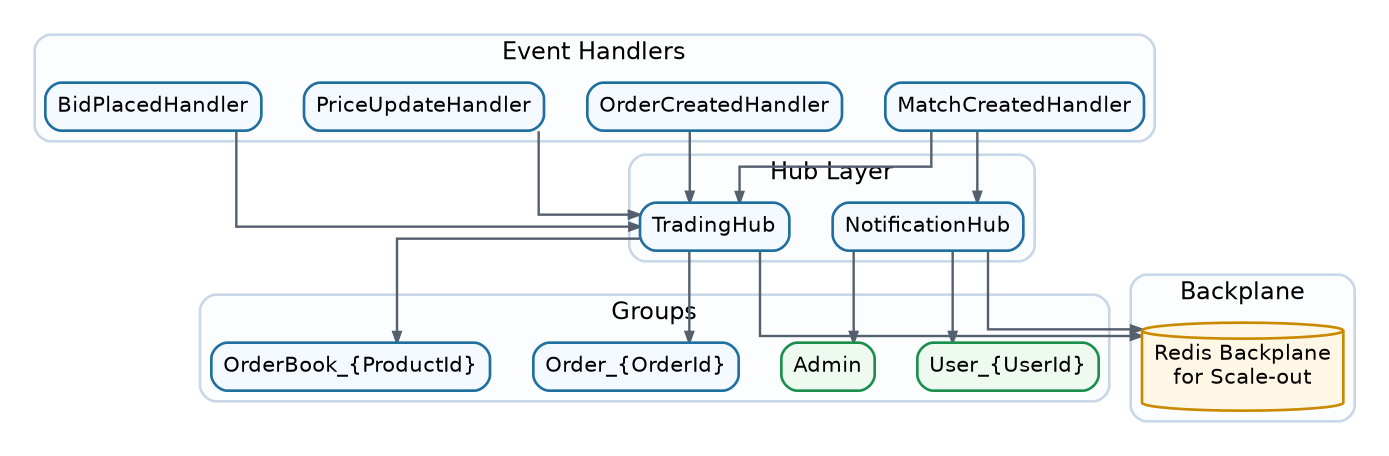 Event Handlers
BidPlacedHandler
PriceUpdateHandler
OrderCreatedHandler
MatchCreatedHandler
Hub Layer
TradingHub
NotificationHub
Groups
OrderBook_{ProductId}
Order_{OrderId}
Admin
User_{UserId}
Backplane
Redis Backplane
for Scale-out